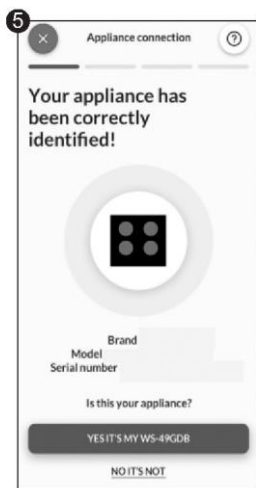 5
Appliance connection
?
Your appliance has
been correctly
identified!
Brand
Model
Serial number
Is this your appliance?
YES IT'S MY WS-49GDB
NO IT'S NOT